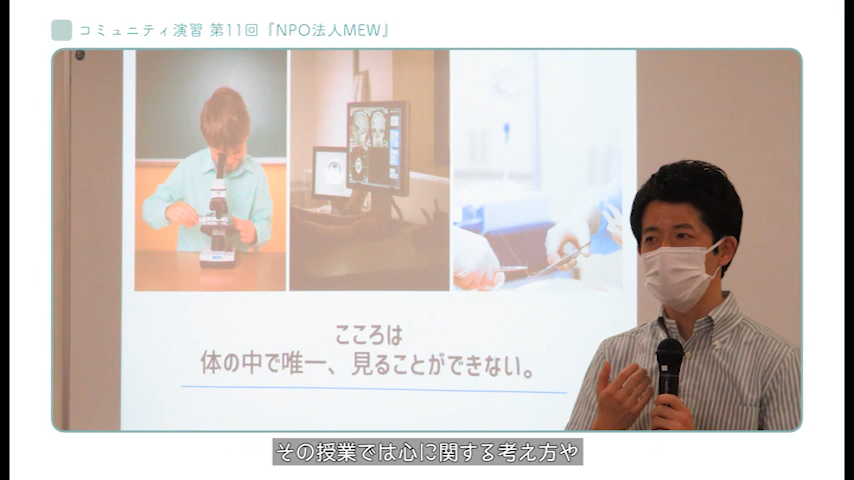 コミュニティ演習 第11回『NPO法人MEW』
こころは
体の中で唯一、見ることができない。
その授業では心に関する考え方や